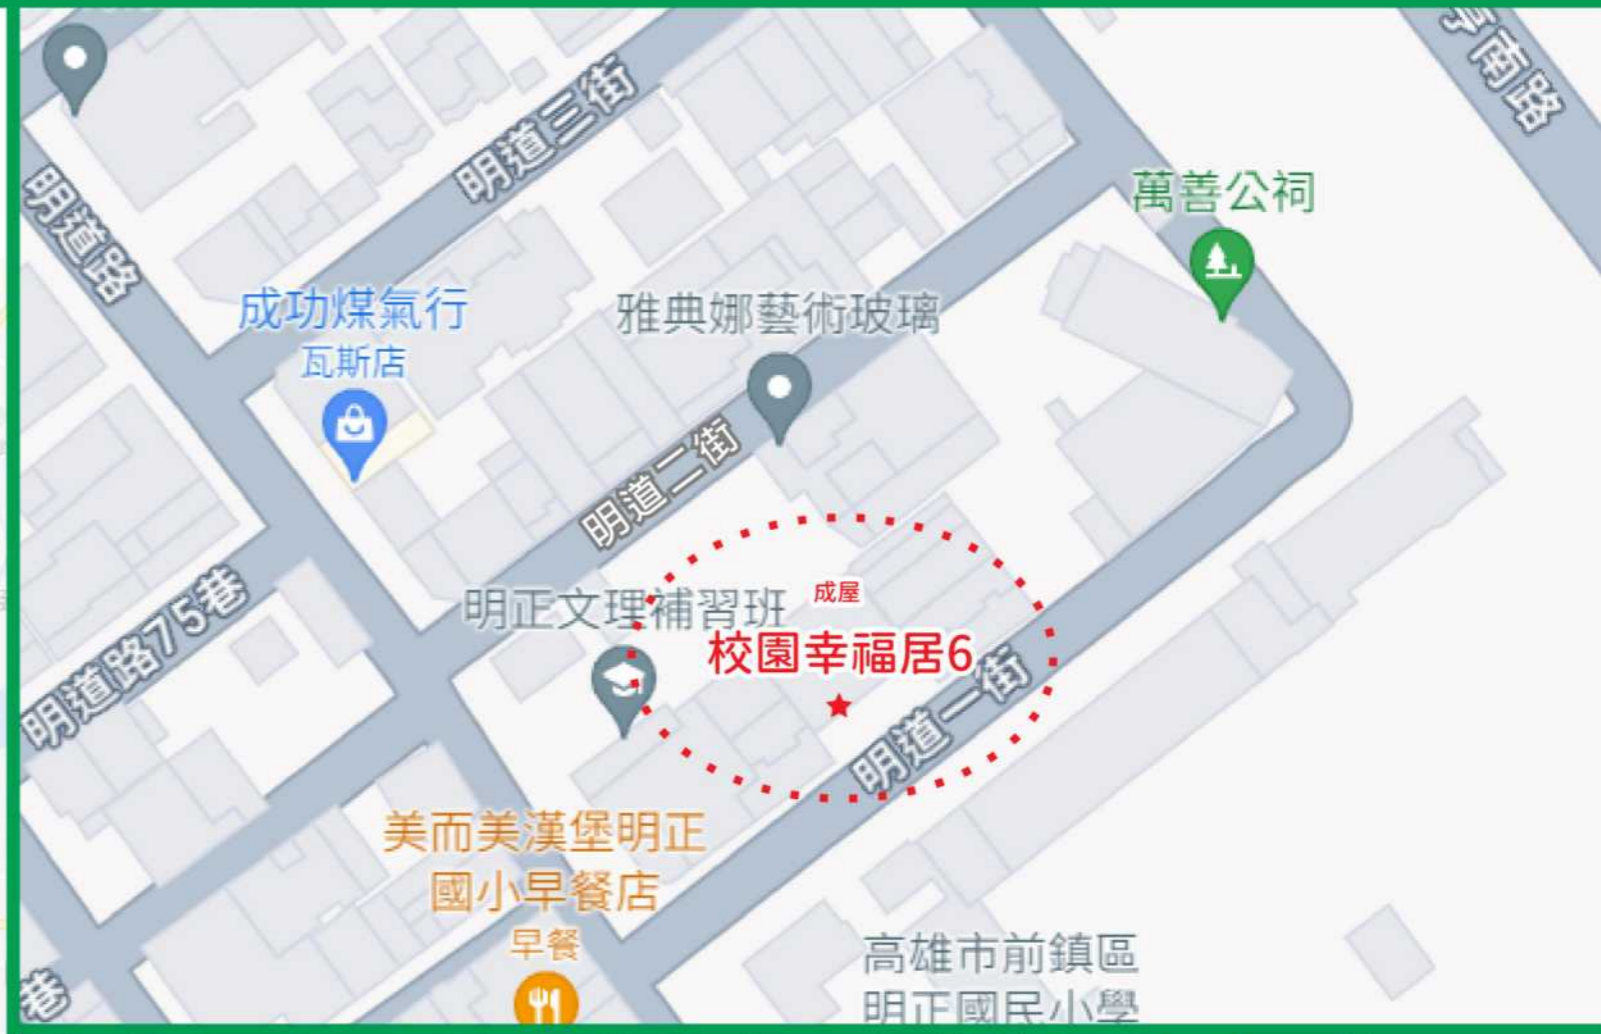 亭南路
明道三街
萬善公祠
明道路
成功煤氣行
瓦斯店
雅典娜藝術玻璃
明道二街
明道路75巷
明正文理補習班
成屋
校園幸福居6
明道一街
美而美漢堡明正
國小早餐店
早餐
高雄市前鎮區
明正國民小學
巷